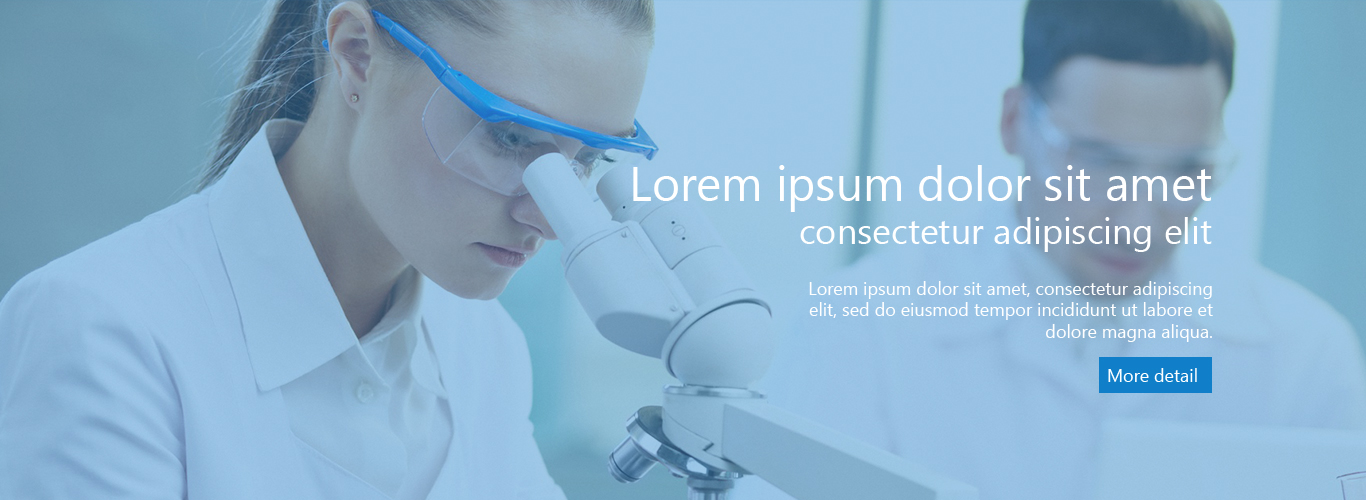 Lorem ipsum dolor sit amet
consectetur adipiscing elit
Lorem ipsum dolor sit amet, consectetur adipiscing
elit, sed do eiusmod tempor incididunt ut labore et
dolore magna aliqua.
More detail